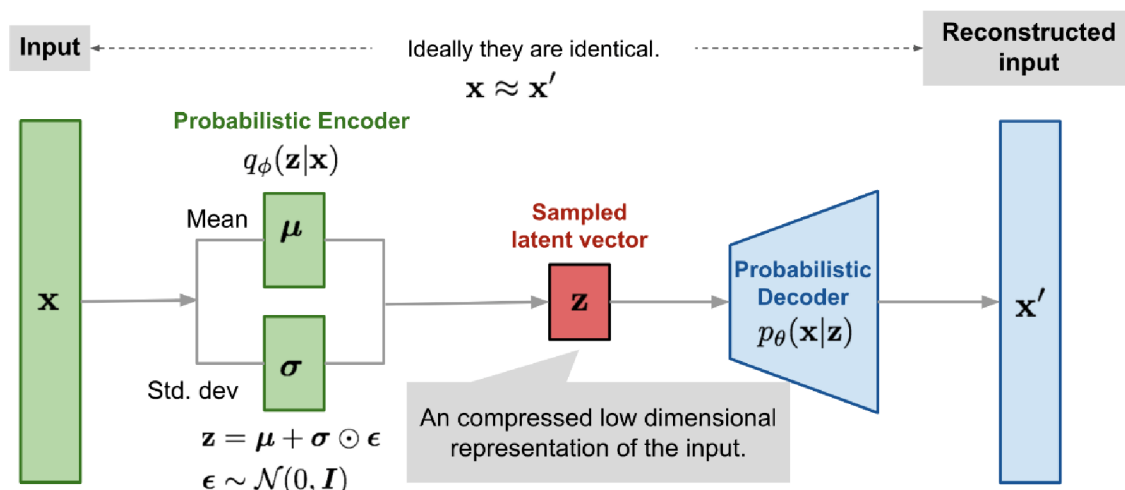 Input
Ideally they are identical.
x ≈ x′
Reconstructed
input
Probabilistic Encoder
qϕ(z|x)
Mean
μ
Sampled
latent vector
x
z
Probabilistic
Decoder
pθ(x|z)
x′
σ
Std. dev
An compressed low dimensional
representation of the input.
z = μ + σ ⊙ ϵ
ϵ ∼ N(0, I)